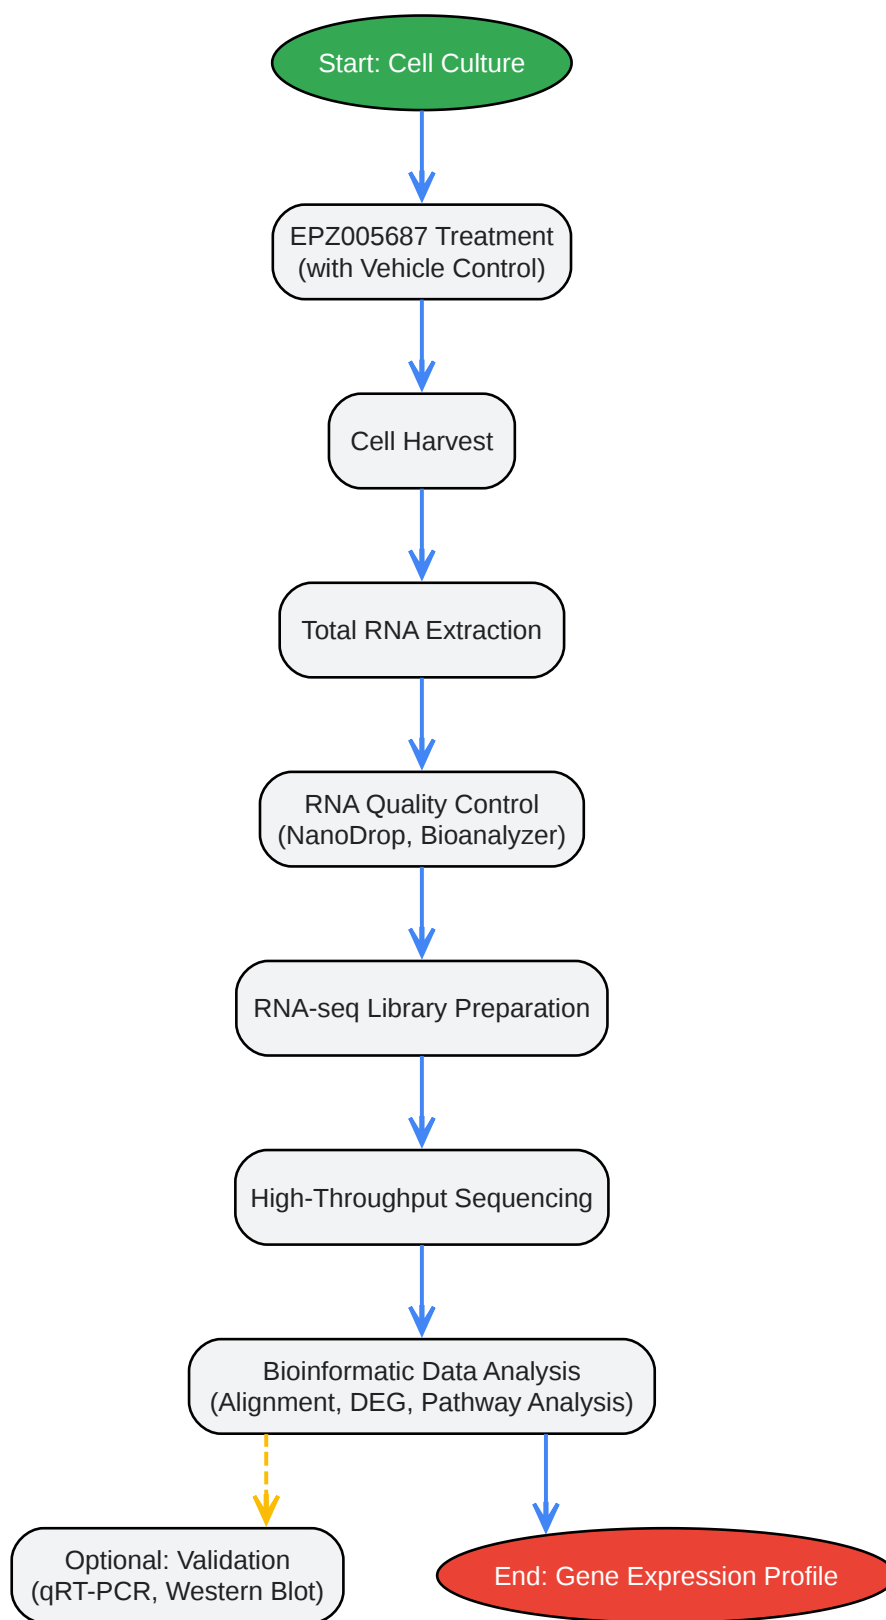 Start: Cell Culture
EPZ005687 Treatment
(with Vehicle Control)
Cell Harvest
Total RNA Extraction
RNA Quality Control
(NanoDrop, Bioanalyzer)
RNA-seq Library Preparation
High-Throughput Sequencing
Bioinformatic Data Analysis
(Alignment, DEG, Pathway Analysis)
Optional: Validation
(qRT-PCR, Western Blot)
End: Gene Expression Profile